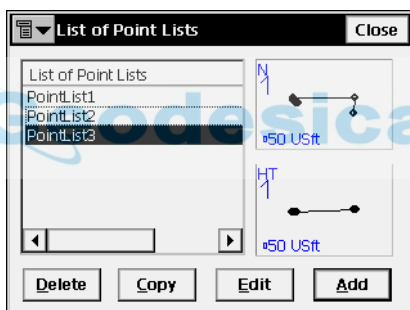 List of Point Lists
Close
List of Point Lists
PointList1
PointList2
PointList3
N
50 USft
HT
50 USft
Delete
Copy
Edit
Add
Geodesical